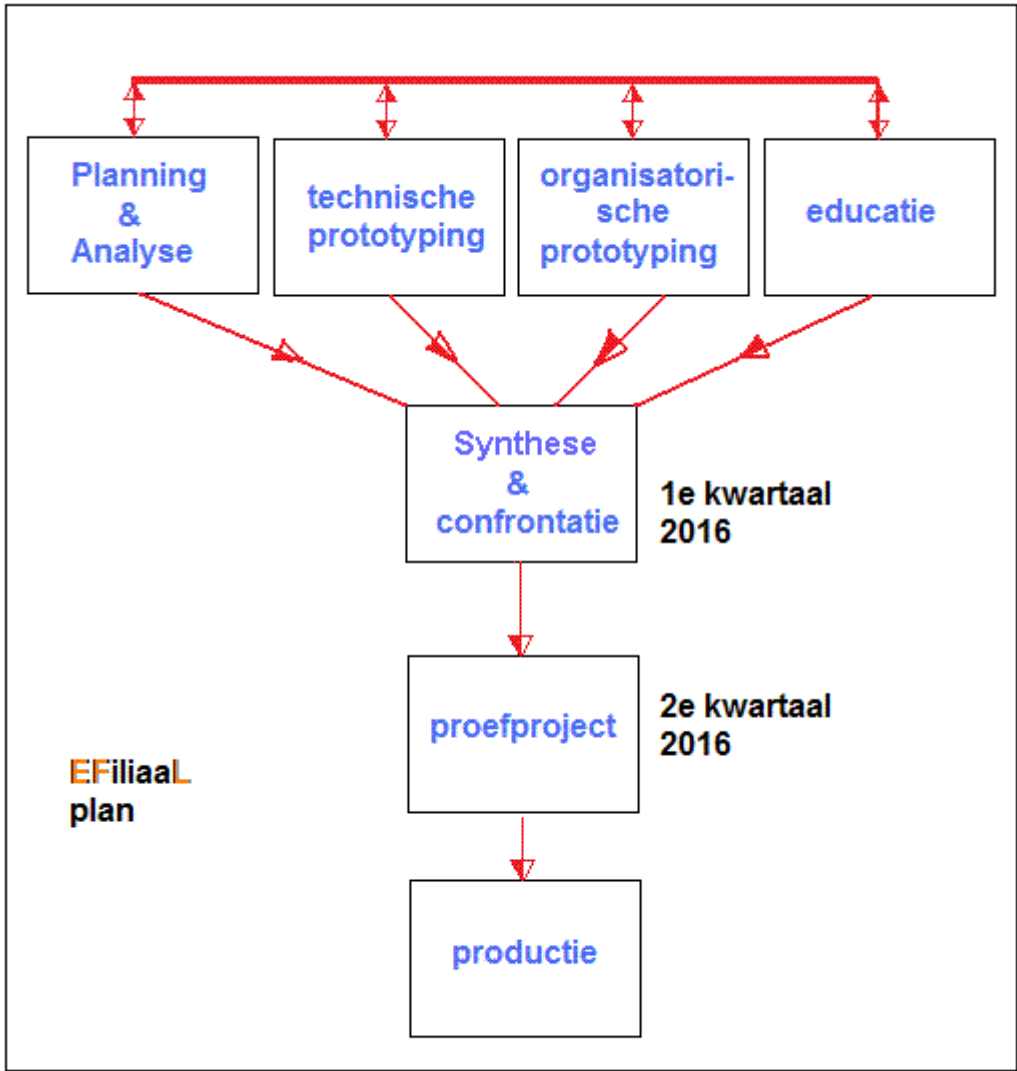 Planning
&
Analyse
technische
prototyping
organisatori-
sche
prototyping
educatie
Synthese
&
confrontatie
1e kwartaal
2016
proefproject
2e kwartaal
2016
EFiliaaL
plan
productie